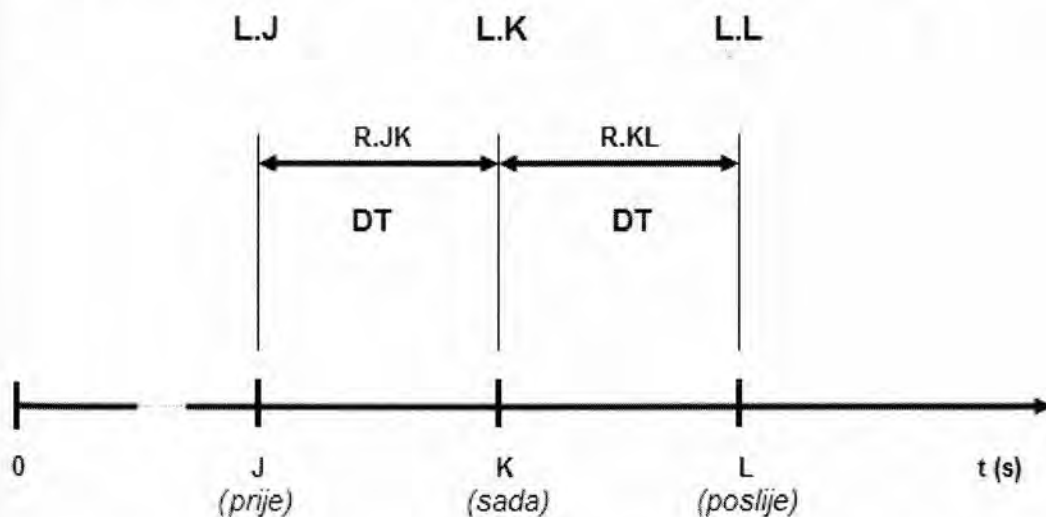 L.J L.K L.L
R.JK R.KL
DT DT
0 J K L t (s)
(prije) (sada) (poslije)